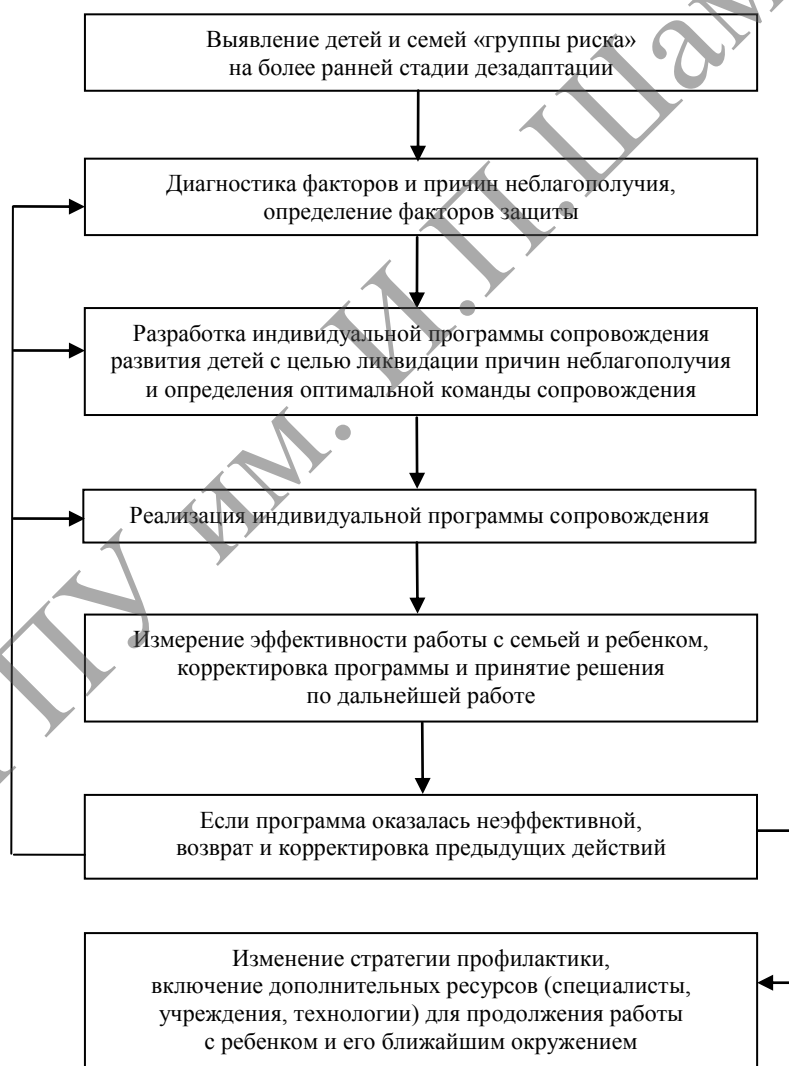 Выявление детей и семей «группы риска»
на более ранней стадии дезадаптации
Диагностика факторов и причин неблагополучия,
определение факторов защиты
Разработка индивидуальной программы сопровождения
развития детей с целью ликвидации причин неблагополучия
и определения оптимальной команды сопровождения
Реализация индивидуальной программы сопровождения
Измерение эффективности работы с семьей и ребенком,
корректировка программы и принятие решения
по дальнейшей работе
Если программа оказалась неэффективной,
возврат и корректировка предыдущих действий
Изменение стратегии профилактики,
включение дополнительных ресурсов (специалисты,
учреждения, технологии) для продолжения работы
с ребенком и его ближайшим окружением
ПУ им. И.П.Шам